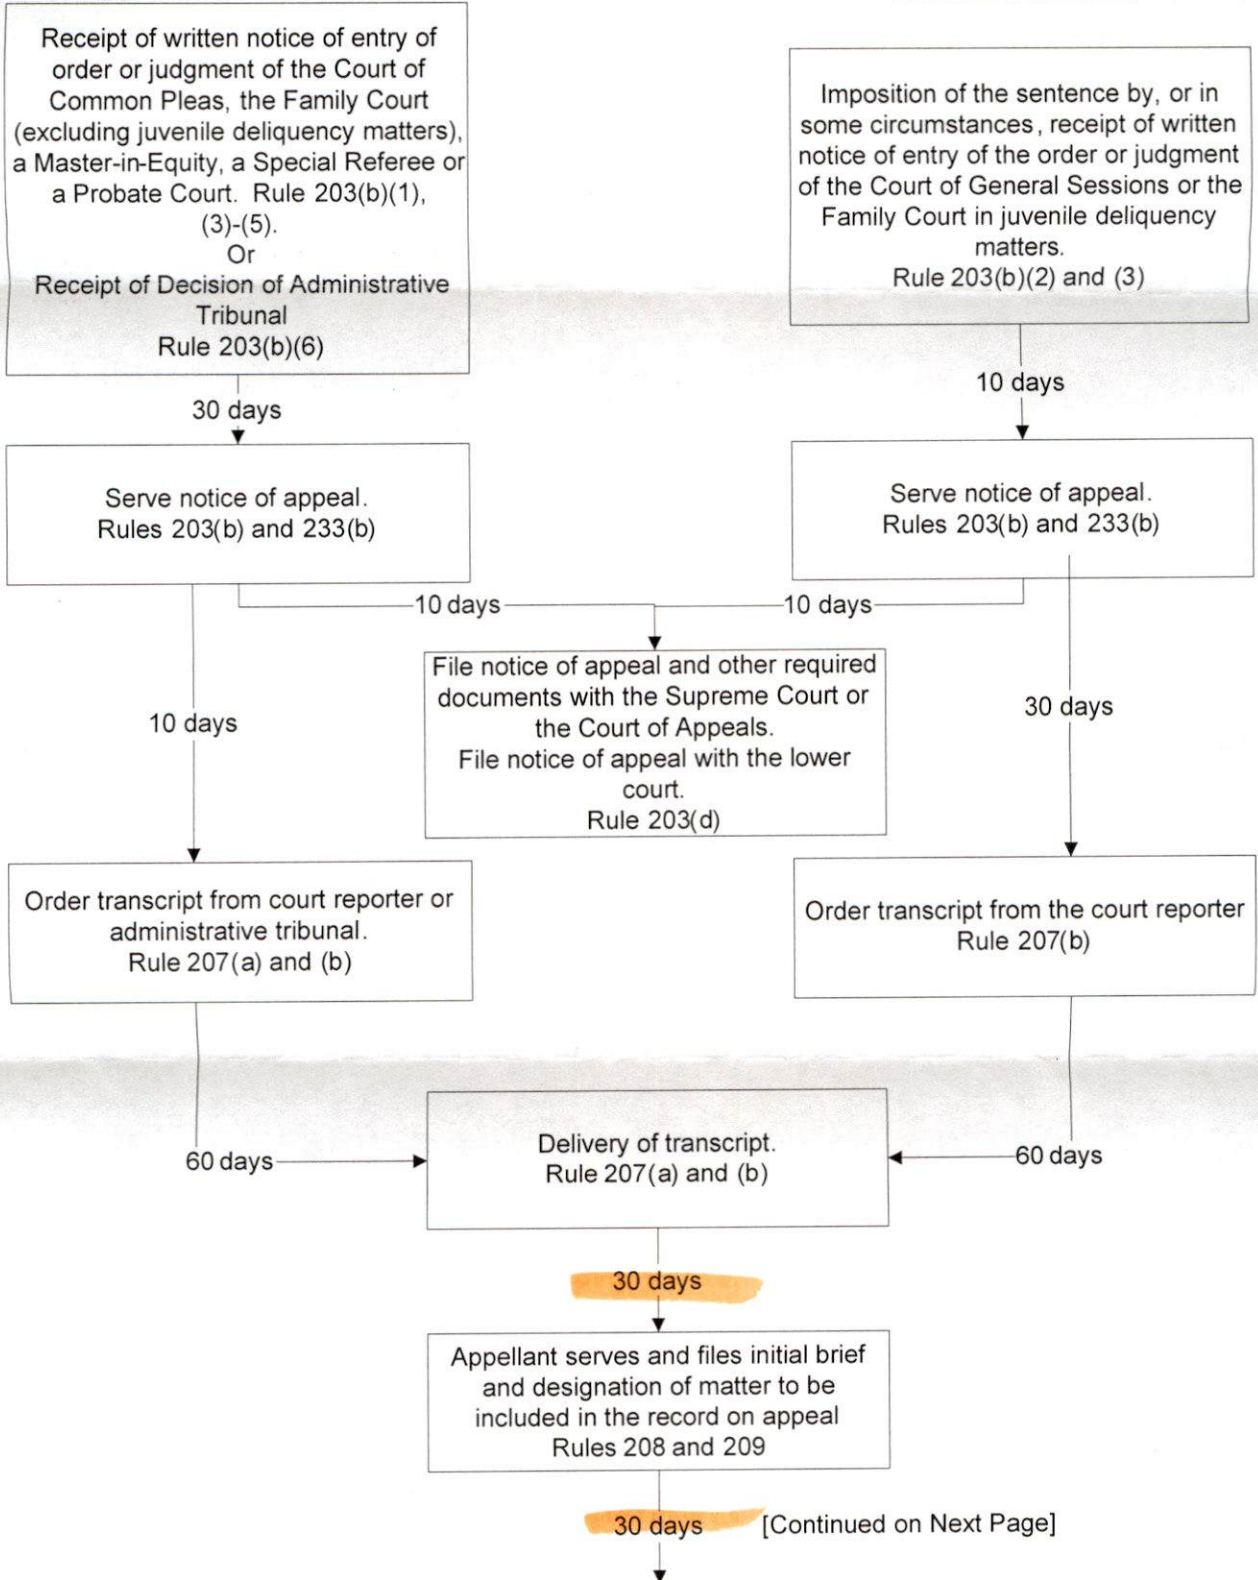 Receipt of written notice of entry of
order or judgment of the Court of
Common Pleas, the Family Court
(excluding juvenile deliquency matters),
a Master-in-Equity, a Special Referee or
a Probate Court. Rule 203(b)(1),
(3)-(5).
Or
Receipt of Decision of Administrative
Tribunal
Rule 203(b)(6)
Imposition of the sentence by, or in
some circumstances, receipt of written
notice of entry of the order or judgment
of the Court of General Sessions or the
Family Court in juvenile deliquency
matters.
Rule 203(b)(2) and (3)
30 days
10 days
Serve notice of appeal.
Rules 203(b) and 233(b)
Serve notice of appeal.
Rules 203(b) and 233(b)
10 days
10 days
File notice of appeal and other required
documents with the Supreme Court or
the Court of Appeals.
File notice of appeal with the lower
court.
Rule 203(d)
10 days
30 days
Order transcript from court reporter or
administrative tribunal.
Rule 207(a) and (b)
Order transcript from the court reporter
Rule 207(b)
60 days
60 days
Delivery of transcript.
Rule 207(a) and (b)
30 days
Appellant serves and files initial brief
and designation of matter to be
included in the record on appeal
Rules 208 and 209
30 days
[Continued on Next Page]